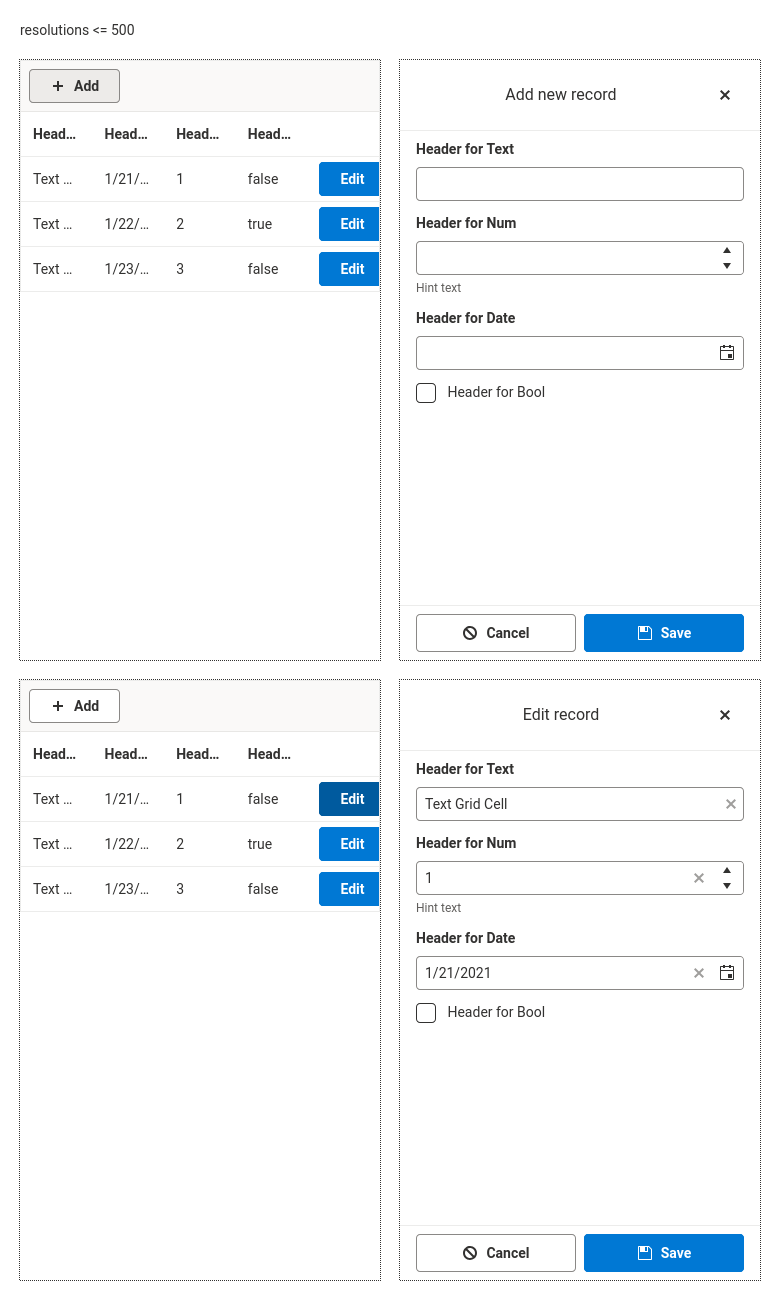 resolutions <= 500
Add
Head... Head... Head... Head...
Text ... 1/21/... 1 false Edit
Text ... 1/22/... 2 true Edit
Text ... 1/23/... 3 false Edit
Add new record
Header for Text
Header for Num
Hint text
Header for Date
Header for Bool
Cancel Save
Add
Head... Head... Head... Head...
Text ... 1/21/... 1 false Edit
Text ... 1/22/... 2 true Edit
Text ... 1/23/... 3 false Edit
Edit record
Header for Text
Text Grid Cell
Header for Num
1
Hint text
Header for Date
1/21/2021
Header for Bool
Cancel Save